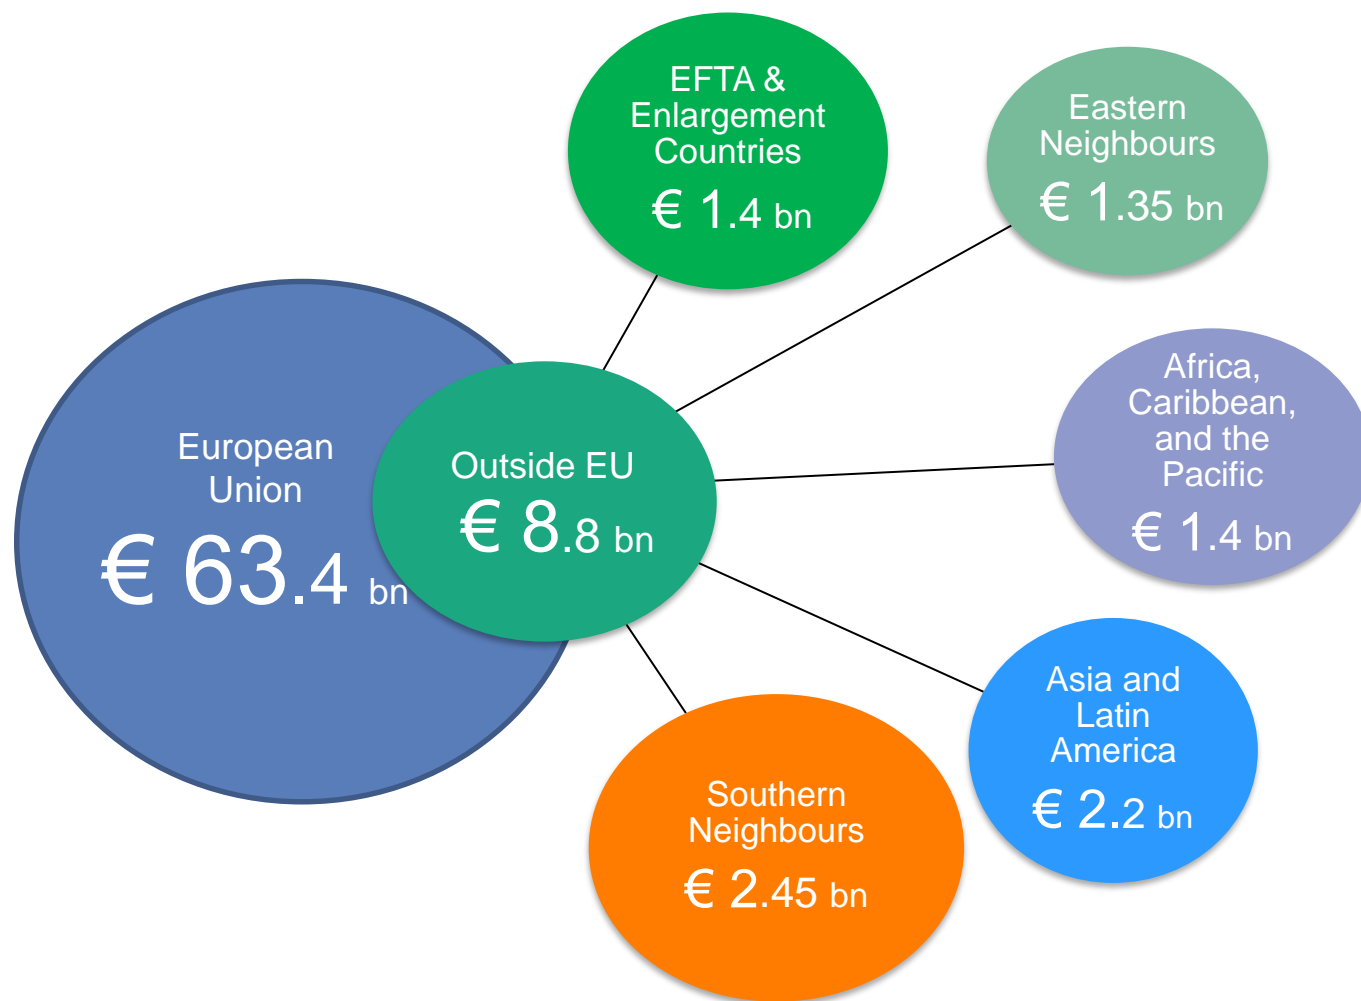 EFTA &
Enlargement
Countries
€ 1.4 bn
Eastern
Neighbours
€ 1.35 bn
European
Union
€ 63.4 bn
Outside EU
€ 8.8 bn
Africa,
Caribbean,
and the
Pacific
€ 1.4 bn
Asia and
Latin
America
€ 2.2 bn
Southern
Neighbours
€ 2.45 bn